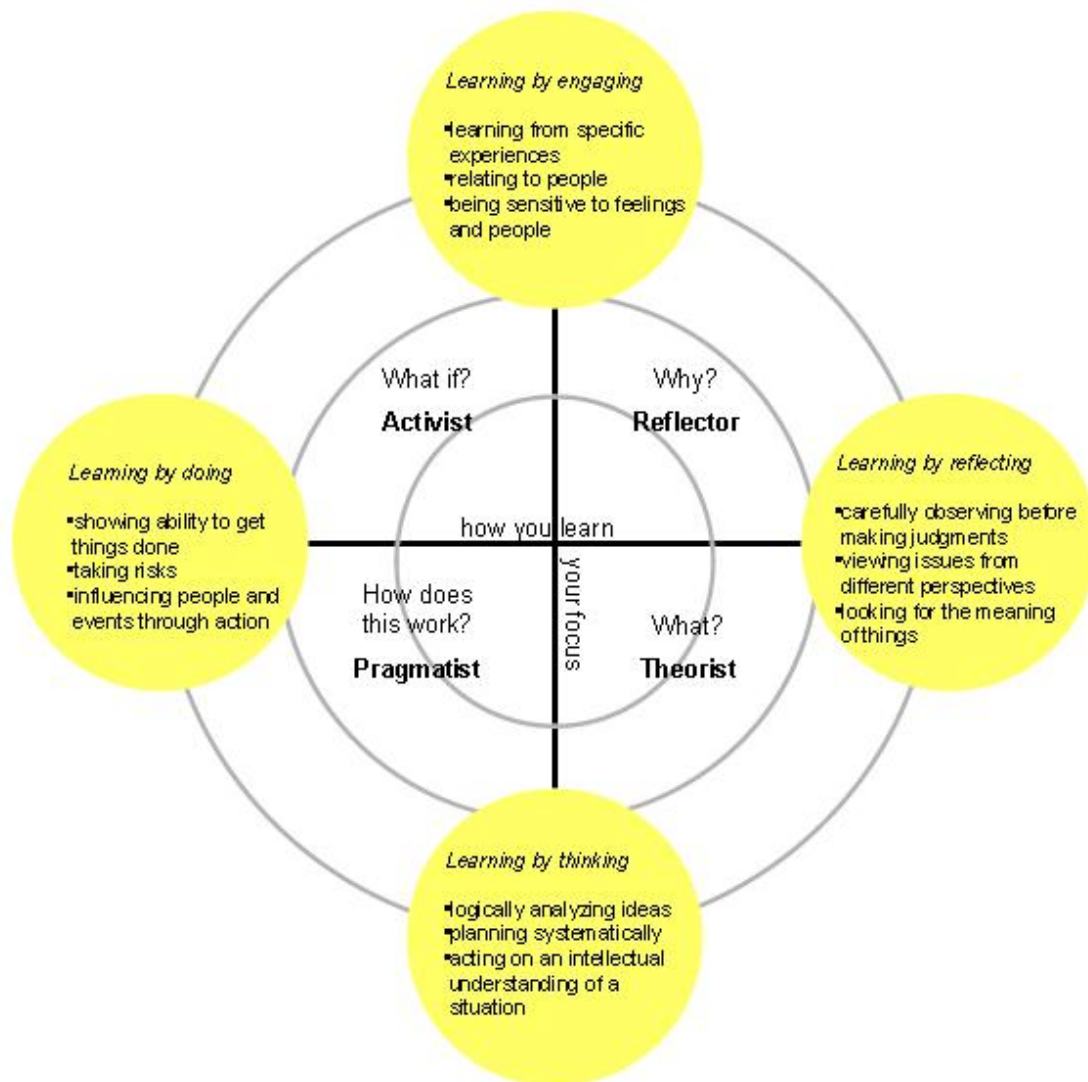 Learning by engaging
▪learning from specific
experiences
▪relating to people
▪being sensitive to feelings
and people
What if?
Activist
Why?
Reflector
Learning by doing
▪showing ability to get
things done
▪taking risks
▪influencing people and
events through action
how you learn
your focus
Learning by reflecting
▪carefully observing before
making judgments
▪viewing issues from
different perspectives
▪looking for the meaning
of things
How does
this work?
Pragmatist
What?
Theorist
Learning by thinking
▪logically analyzing ideas
▪planning systematically
▪acting on an intellectual
understanding of a
situation